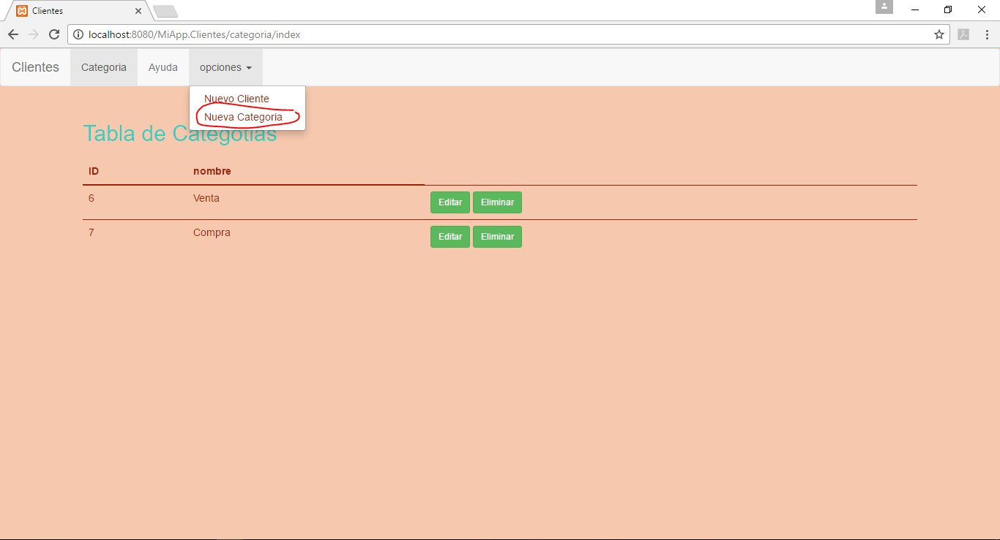 Clientes
localhost:8080/MiApp.Clientes/categoria/index
Clientes Categoria Ayuda opciones
Nuevo Cliente
Nueva Categoria
Tabla de Categotias
ID nombre
6 Venta Editar Eliminar
7 Compra Editar Eliminar